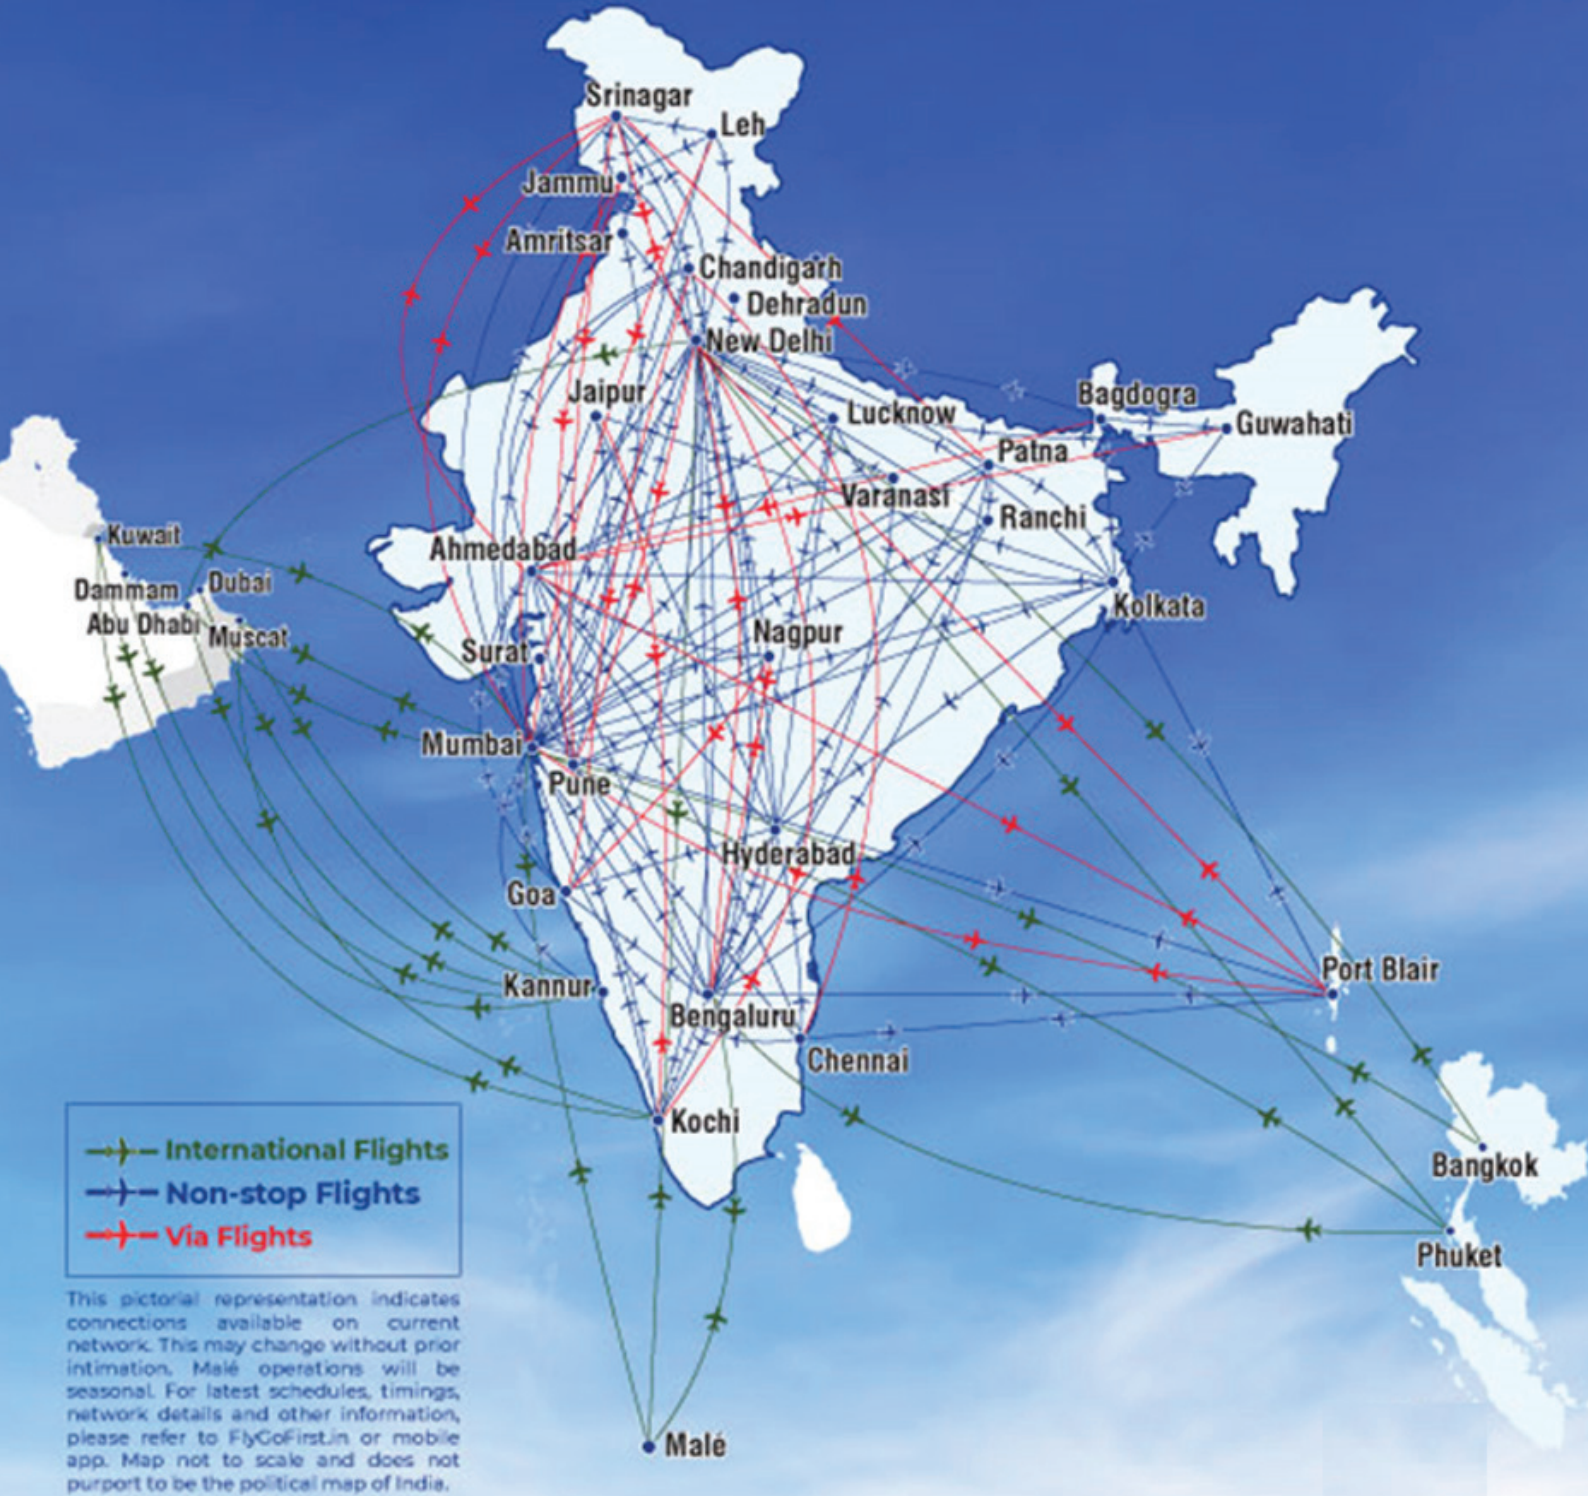 Srinagar
Leh
Jammu
Amritsar
Chandigarh
Dehradun
New Delhi
Jaipur
Lucknow
Bagdogra
Guwahati
Patna
Varanasi
Ranchi
Kuwait
Ahmedabad
Dammam
Dubai
Abu Dhabi
Muscat
Kolkata
Nagpur
Surat
Mumbai
Pune
Hyderabad
Goa
Port Blair
Kannur
Bengaluru
Chennai
Kochi
Bangkok
Phuket
Malé
International Flights
Non-stop Flights
Via Flights
This pictorial representation indicates
connections available on current
network. This may change without prior
intimation. Malé operations will be
seasonal. For latest schedules, timings,
network details and other information,
please refer to FlyGoFirst.in or mobile
app. Map not to scale and does not
purport to be the political map of India.